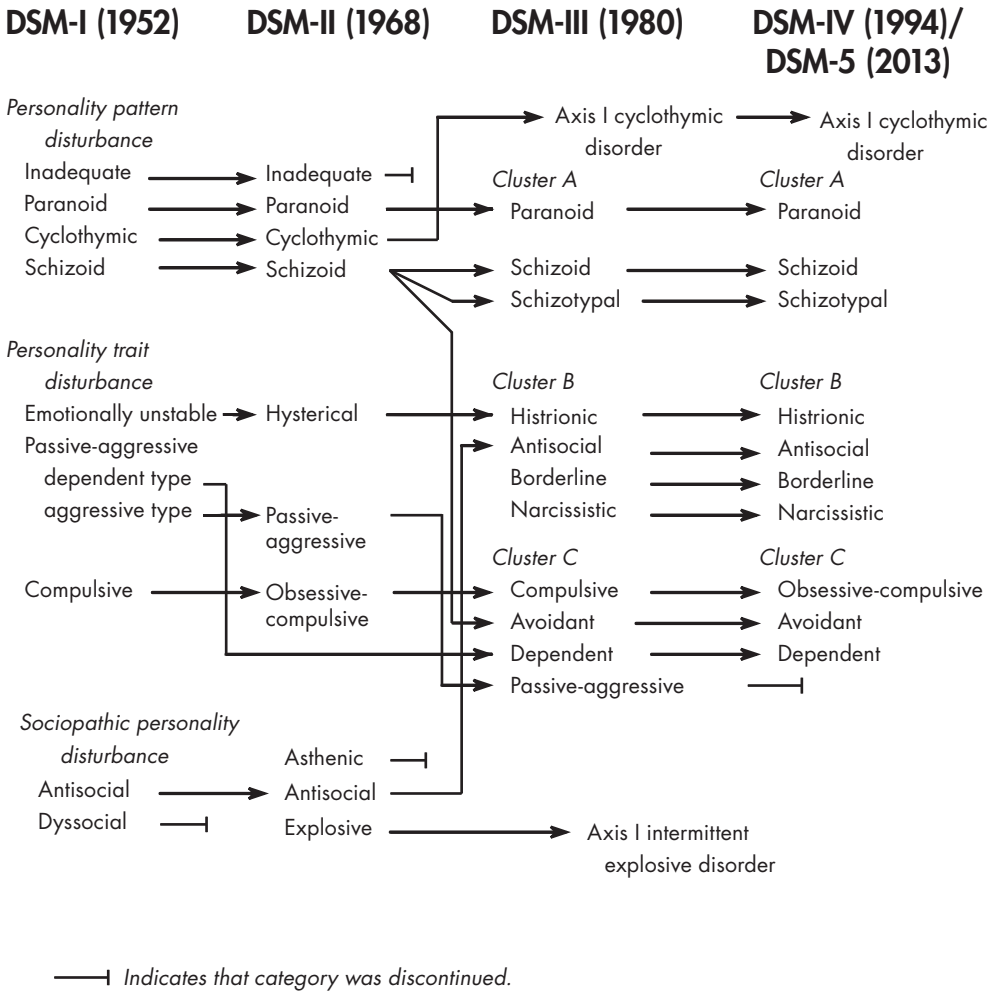 DSM-I (1952)
DSM-II (1968)
DSM-III (1980)
DSM-IV (1994)/
DSM-5 (2013)
Personality pattern
disturbance
Inadequate
Paranoid
Cyclothymic
Schizoid
Personality trait
disturbance
Emotionally unstable
Passive-aggressive
dependent type
aggressive type
Compulsive
Sociopathic personality
disturbance
Antisocial
Dyssocial
Inadequate
Paranoid
Cyclothymic
Schizoid
Hysterical
Passive-
aggressive
Obsessive-
compulsive
Asthenic
Antisocial
Explosive
Axis I cyclothymic
disorder
Cluster A
Paranoid
Schizoid
Schizotypal
Cluster B
Histrionic
Antisocial
Borderline
Narcissistic
Cluster C
Compulsive
Avoidant
Dependent
Passive-aggressive
Axis I intermittent
explosive disorder
Axis I cyclothymic
disorder
Cluster A
Paranoid
Schizoid
Schizotypal
Cluster B
Histrionic
Antisocial
Borderline
Narcissistic
Cluster C
Obsessive-compulsive
Avoidant
Dependent
Indicates that category was discontinued.